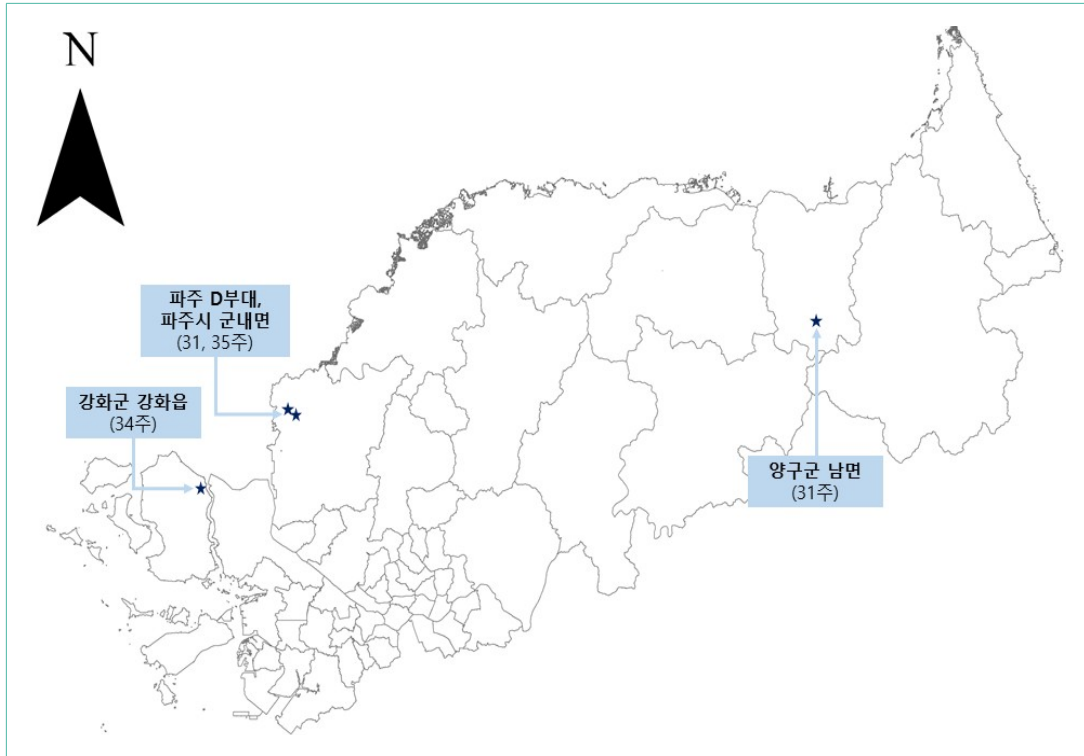 N
파주 D부대,
파주시 군내면
(31, 35주)
강화군 강화읍
(34주)
양구군 남면
(31주)